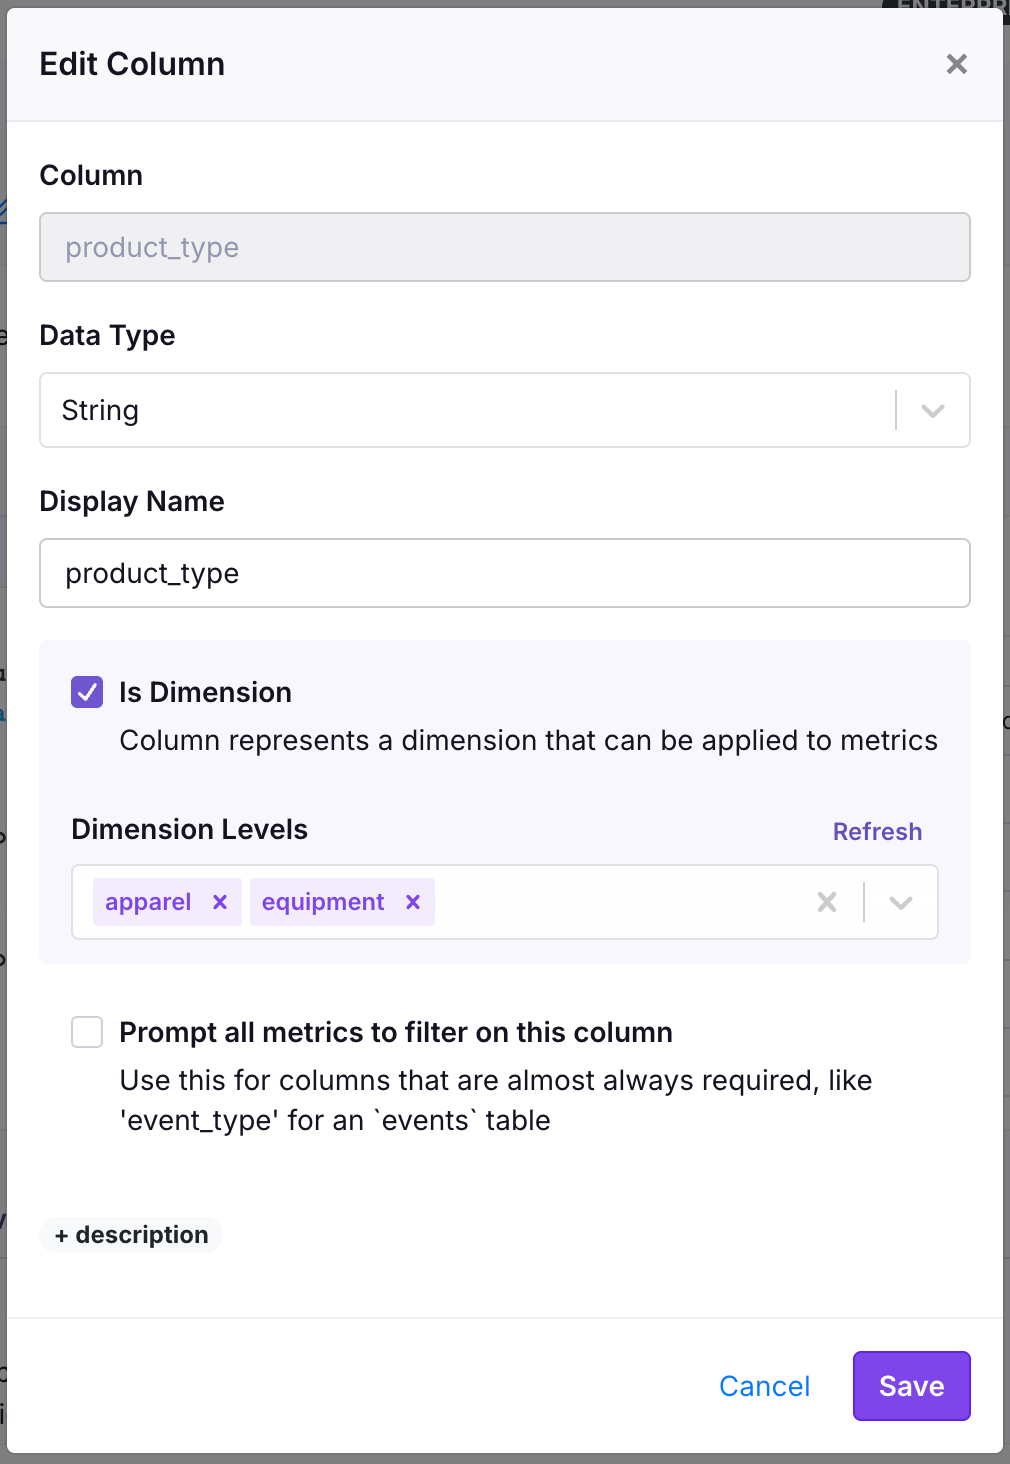 Edit Column
Column
product_type
Data Type
String
Display Name
product_type
Is Dimension
Column represents a dimension that can be applied to metrics
Dimension Levels
Refresh
apparel
equipment
Prompt all metrics to filter on this column
Use this for columns that are almost always required, like
'event_type' for an `events` table
+ description
Cancel
Save